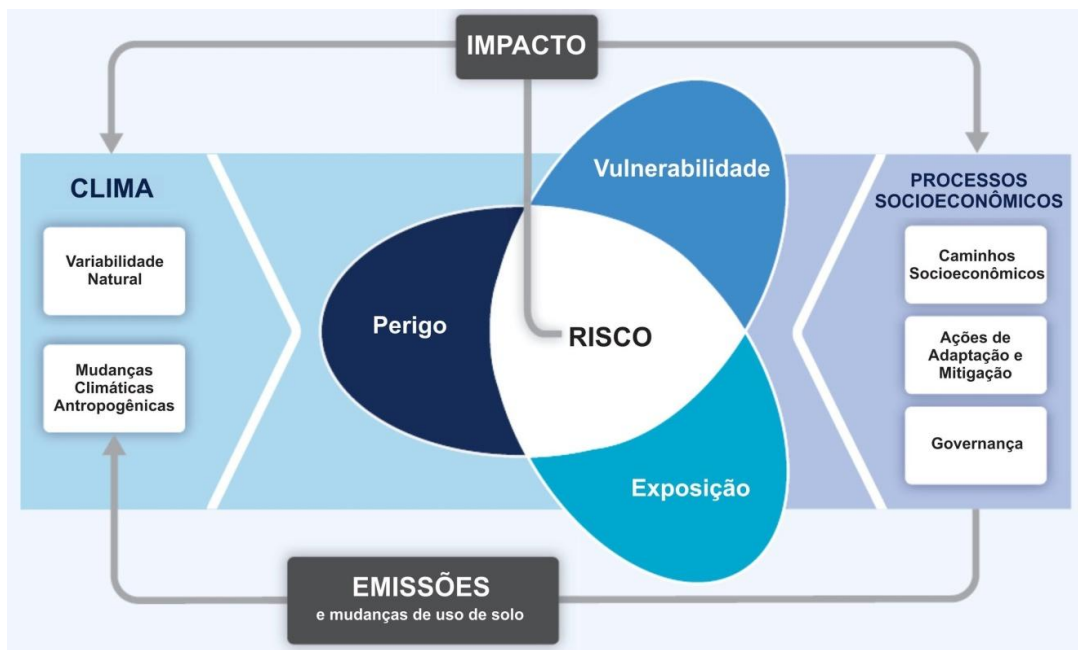 IMPACTO
CLIMA
Variabilidade
Natural
Mudanças
Climáticas
Antropogênicas
Vulnerabilidade
Perigo
RISCO
Exposição
PROCESSOS
SOCIOECONÔMICOS
Caminhos
Socioeconômicos
Ações de
Adaptação e
Mitigação
Governança
EMISSÕES
e mudanças de uso de solo